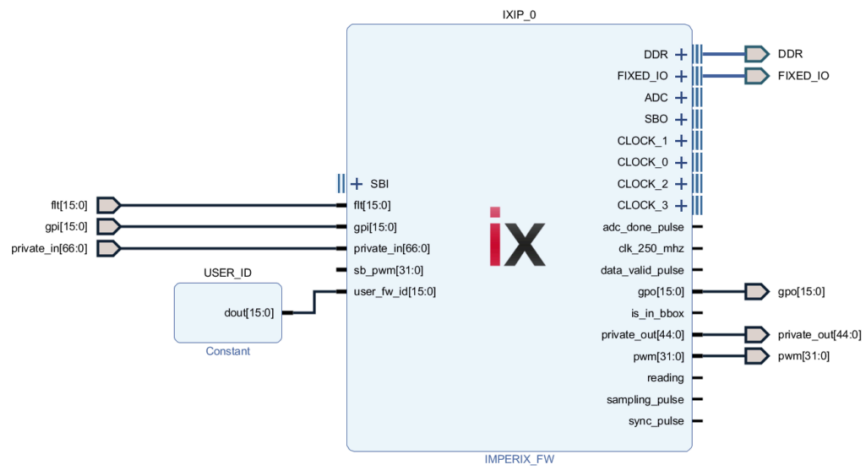 IXIP_0
DDR
DDR
FIXED_IO
FIXED_IO
ADC
SBO
CLOCK_1
CLOCK_0
CLOCK_2
SBI
CLOCK_3
flt[15:0]
flt[15:0]
gpi[15:0]
gpi[15:0]
adc_done_pulse
private_in[66:0]
private_in[66:0]
ix
clk_250_mhz
USER_ID
sb_pwm[31:0]
data_valid_pulse
user_fw_id[15:0]
gpo[15:0]
gpo[15:0]
dout[15:0]
is_in_bbox
private_out[44:0]
private_out[44:0]
Constant
pwm[31:0]
pwm[31:0]
reading
sampling_pulse
sync_pulse
IMPERIX_FW